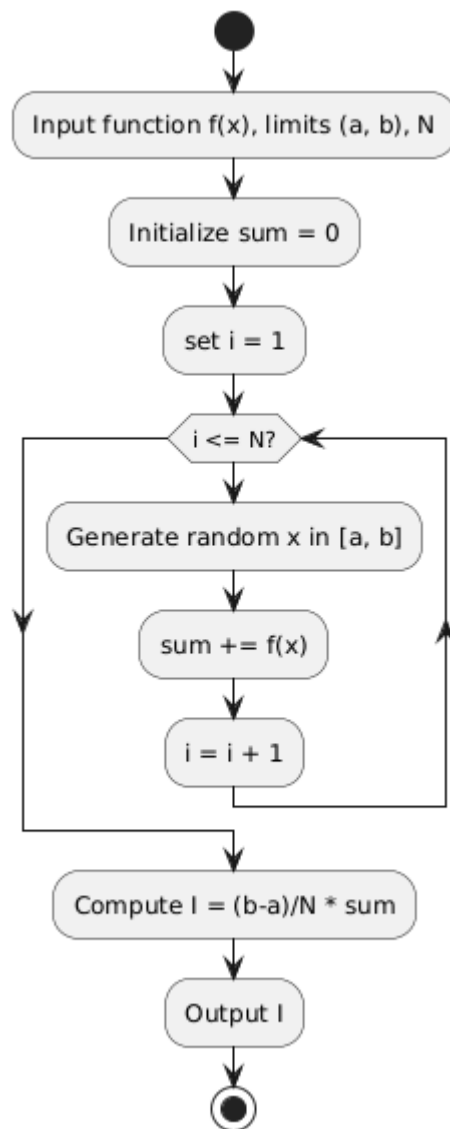 Input function f(x), limits (a, b), N
Initialize sum = 0
set i = 1
i <= N?
Generate random x in [a, b]
sum += f(x)
i = i + 1
Compute I = (b-a)/N * sum
Output I